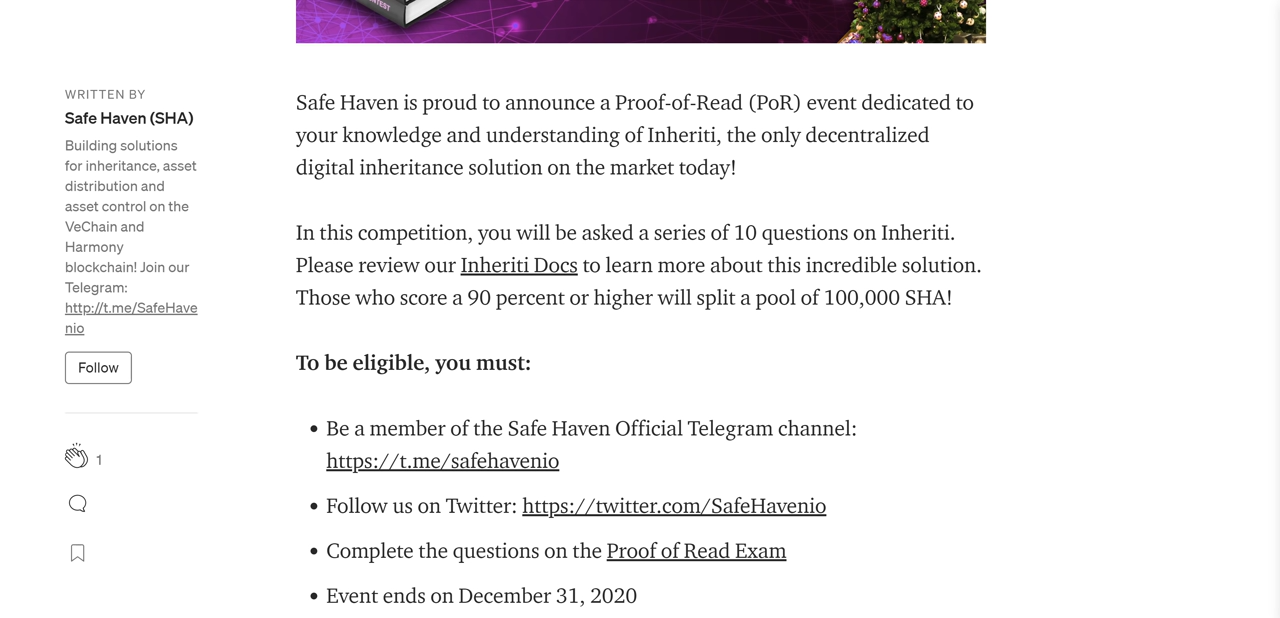 TEST
WRITTEN BY
Safe Haven (SHA)
Building solutions
for inheritance, asset
distribution and
asset control on the
VeChain and
Harmony
blockchain! Join our
Telegram:
http://t.me/SafeHave
nio
Follow
1
Safe Haven is proud to announce a Proof-of-Read (PoR) event dedicated to
your knowledge and understanding of Inheriti, the only decentralized
digital inheritance solution on the market today!
In this competition, you will be asked a series of 10 questions on Inheriti.
Please review our Inheriti Docs to learn more about this incredible solution.
Those who score a 90 percent or higher will split a pool of 100,000 SHA!
To be eligible, you must:
• Be a member of the Safe Haven Official Telegram channel:
https://t.me/safehavenio
• Follow us on Twitter: https://twitter.com/SafeHavenio
• Complete the questions on the Proof of Read Exam
• Event ends on December 31, 2020